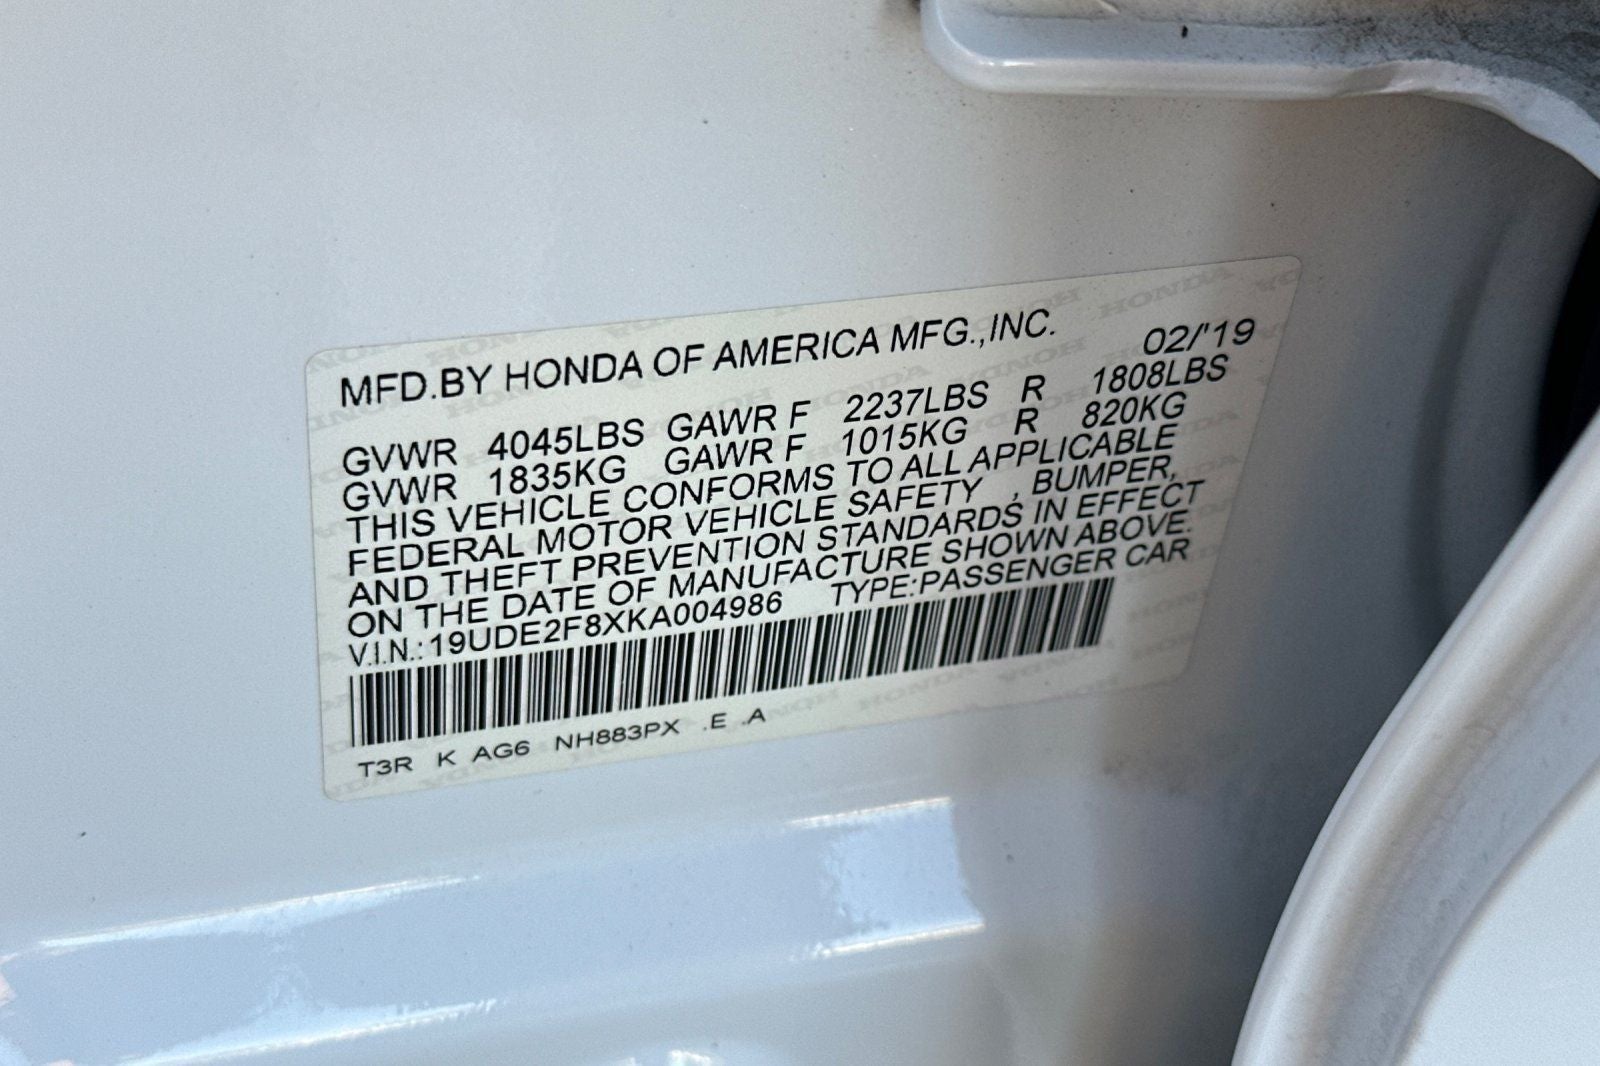 MFD.BY HONDA OF AMERICA MFG.,INC. 02/'19
GVWR 4045LBS GAWR F 2237LBS R 1808LBS
GVWR 1835KG GAWR F 1015KG R 820KG
THIS VEHICLE CONFORMS TO ALL APPLICABLE
FEDERAL MOTOR VEHICLE SAFETY , BUMPER,
AND THEFT PREVENTION STANDARDS IN EFFECT
ON THE DATE OF MANUFACTURE SHOWN ABOVE.
V.I.N.:19UDE2F8XKA004986 TYPE:PASSENGER CAR
T3R K AG6 NH883PX .E .A